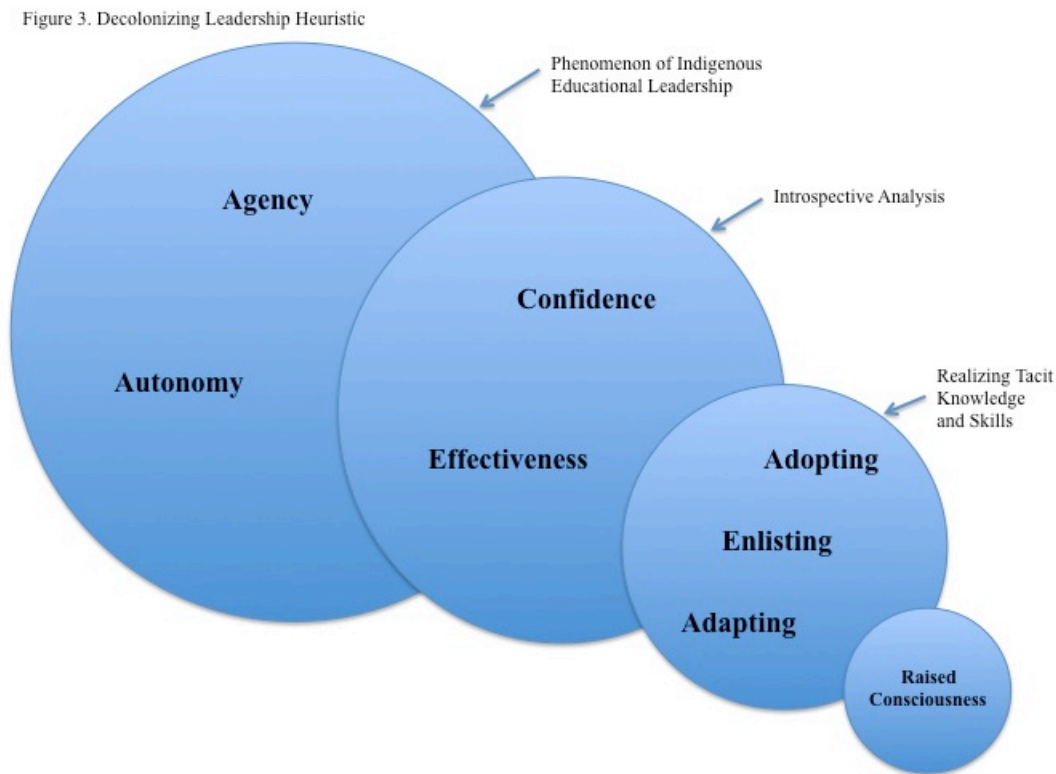 Figure 3. Decolonizing Leadership Heuristic
Phenomenon of Indigenous
Educational Leadership
Agency
Introspective Analysis
Confidence
Autonomy
Realizing Tacit
Knowledge
and Skills
Effectiveness
Adopting
Enlisting
Adapting
Raised
Consciousness